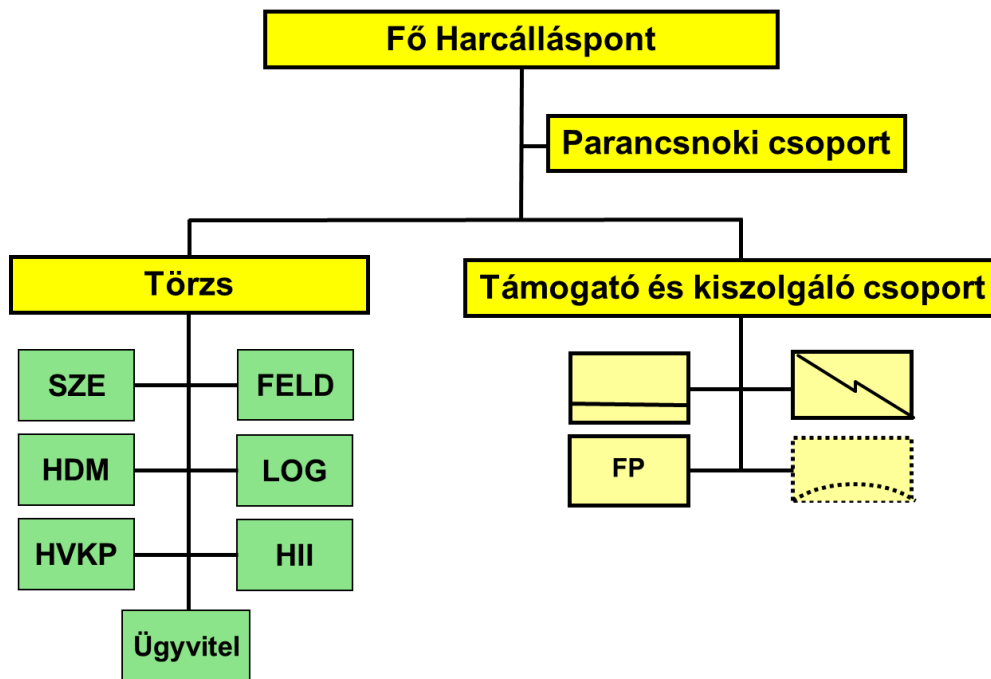 Fő Harcálláspont
Parancsnoki csoport
Törzs
Támogató és kiszolgáló csoport
SZE
FELD
HDM
LOG
FP
HVKP
HII
Ügyvitel